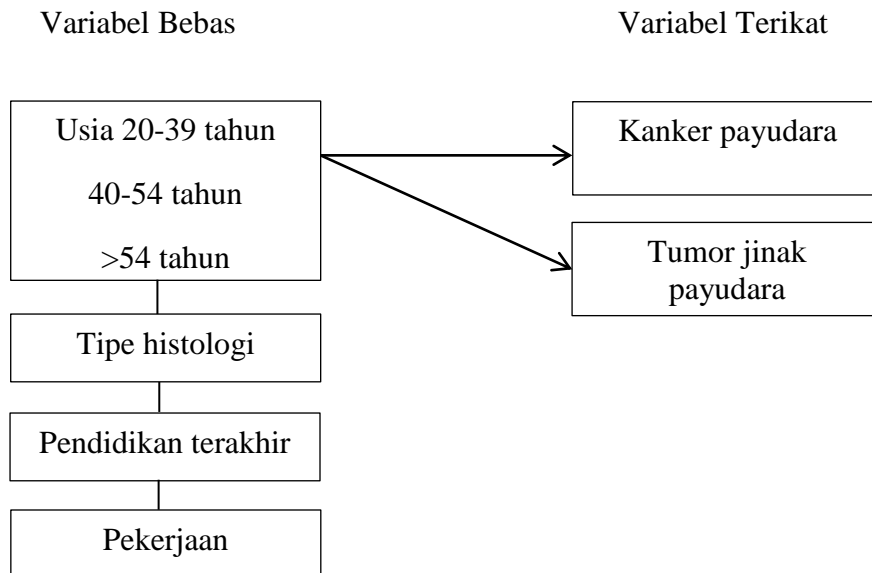 Variabel Bebas
Variabel Terikat
Usia 20-39 tahun
40-54 tahun
>54 tahun
Kanker payudara
Tumor jinak
payudara
Tipe histologi
Pendidikan terakhir
Pekerjaan